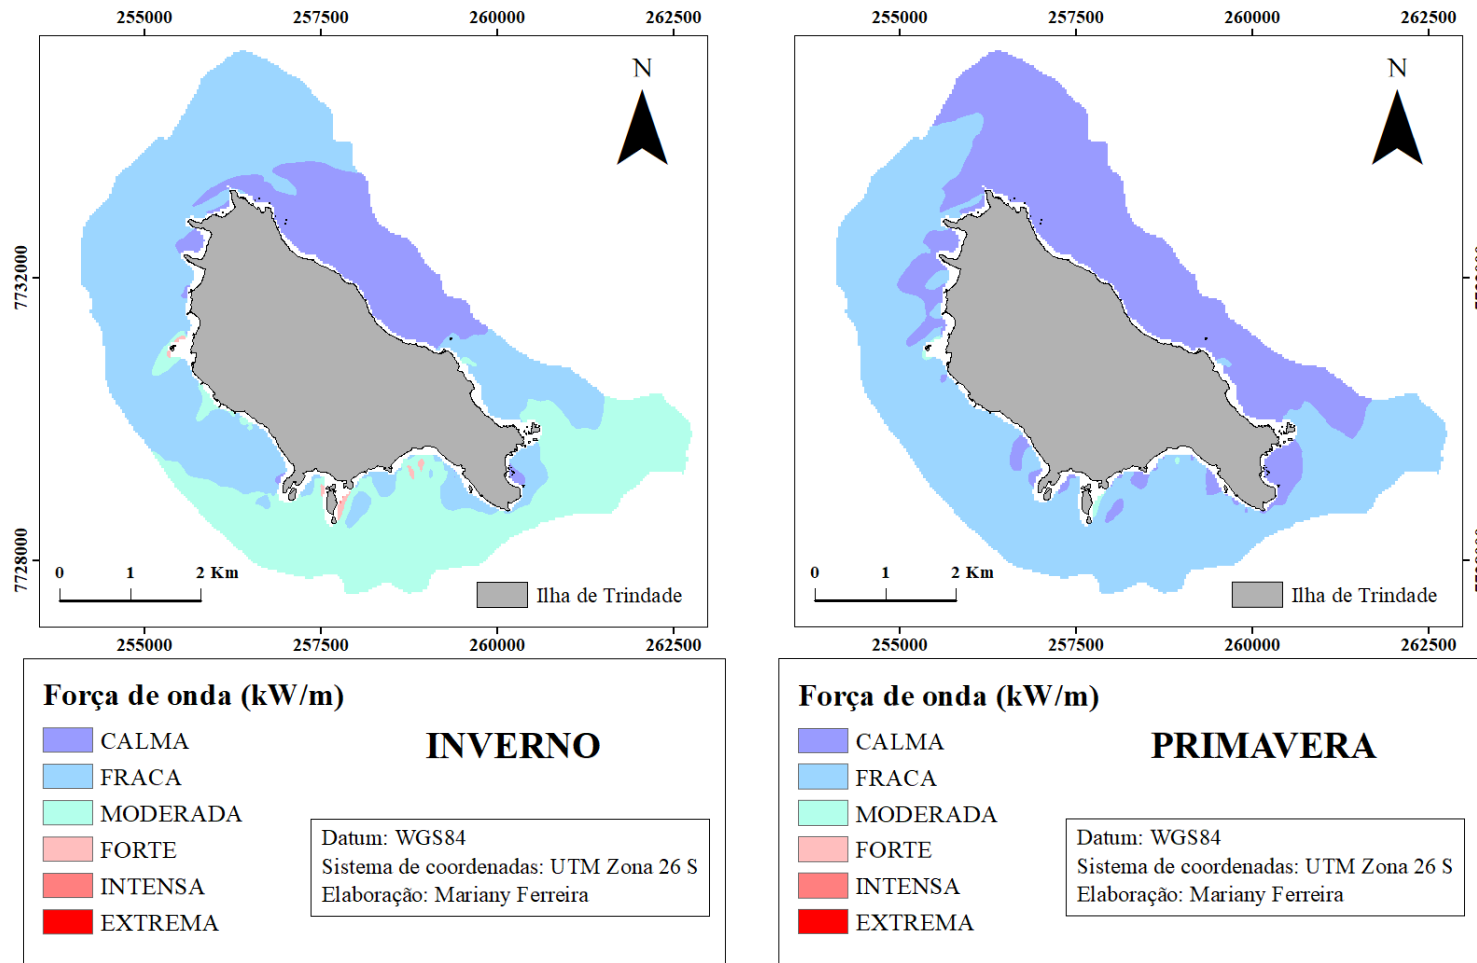 255000 257500 260000 262500
N
7732000
7728000
0 1 2 Km
Ilha de Trindade
255000 257500 260000 262500
Força de onda (kW/m)
CALMA
FRACA
MODERADA
FORTE
INTENSA
EXTREMA
INVERNO
Datum: WGS84
Sistema de coordenadas: UTM Zona 26 S
Elaboração: Mariany Ferreira
255000 257500 260000 262500
N
0 1 2 Km
Ilha de Trindade
255000 257500 260000 262500
Força de onda (kW/m)
CALMA
FRACA
MODERADA
FORTE
INTENSA
EXTREMA
PRIMAVERA
Datum: WGS84
Sistema de coordenadas: UTM Zona 26 S
Elaboração: Mariany Ferreira